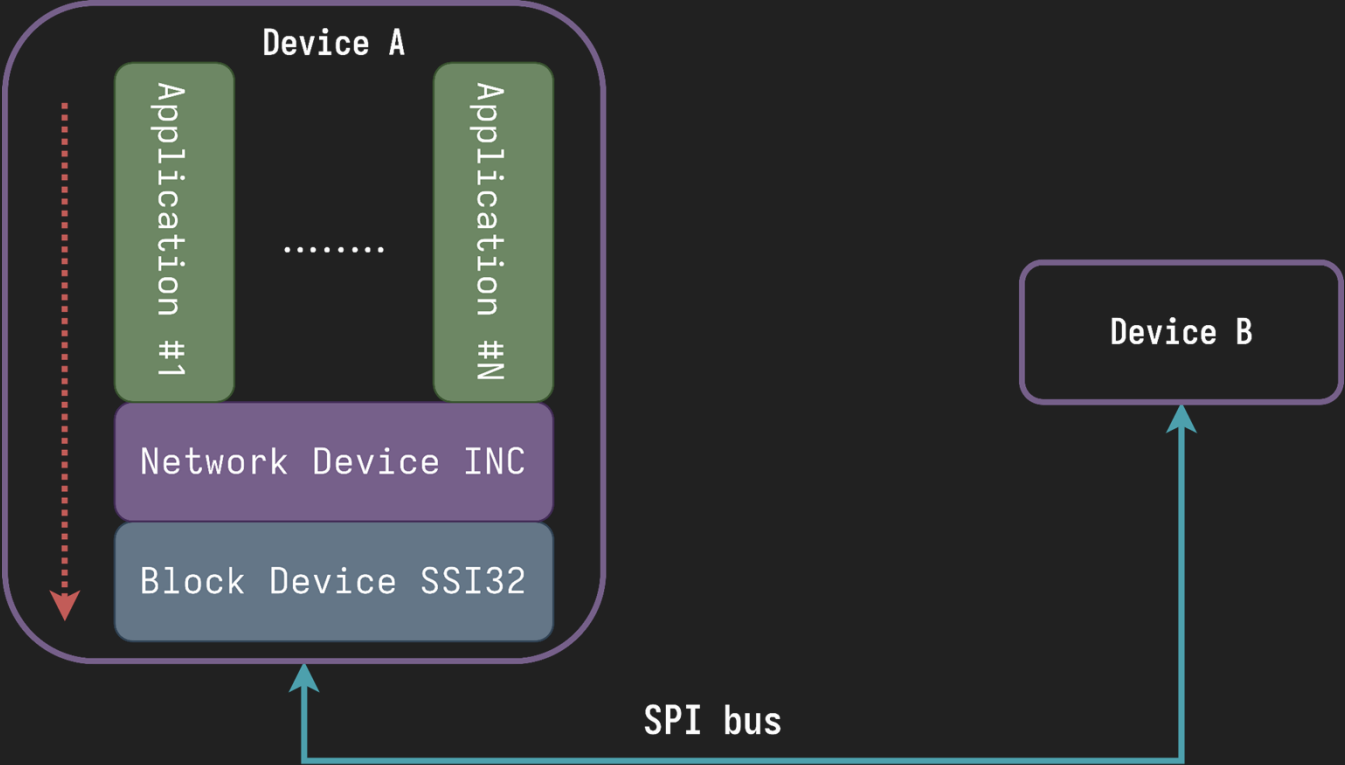 Device A
Application #1
........
Application #N
Network Device INC
Block Device SSI32
Device B
SPI bus